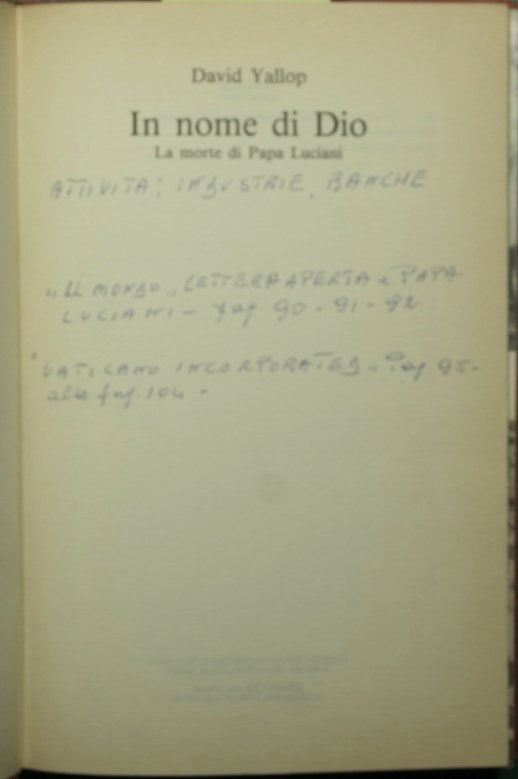 David Yallop
In nome di Dio
La morte di Papa Luciani
ATTIVITA: INDUSTRIE, BANCHE
"IL MONDO" LETTERA APERTA a PAPA
LUCIANI - pag 90 - 91 - 92
"VATICANO INCORPORATED" Pag. 95 -
alla pag. 104 -